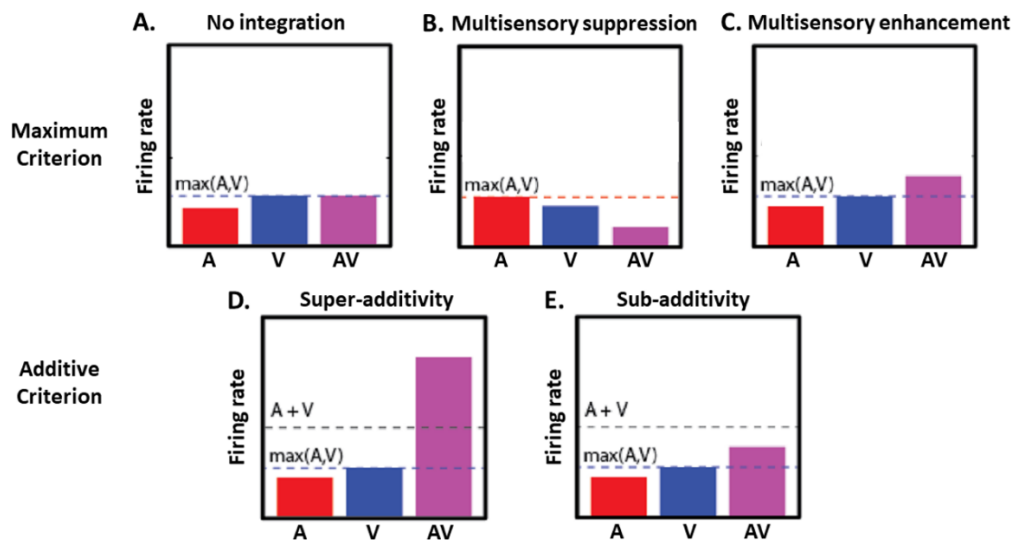 A. No integration
B. Multisensory suppression
C. Multisensory enhancement
Maximum
Criterion
Firing rate
max(A,V)
A V AV
Firing rate
max(A,V)
A V AV
Firing rate
max(A,V)
A V AV
D. Super-additivity
E. Sub-additivity
Additive
Criterion
Firing rate
A + V
max(A,V)
A V AV
Firing rate
A + V
max(A,V)
A V AV